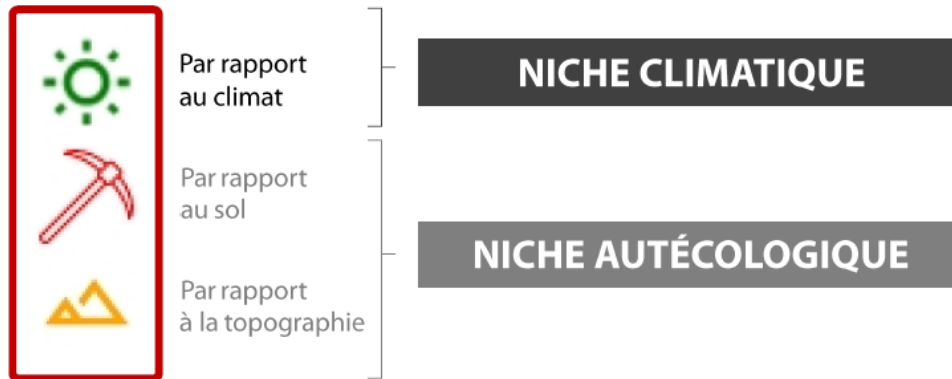 Par rapport
au climat
NICHE CLIMATIQUE
Par rapport
au sol
NICHE AUTÉCOLOGIQUE
Par rapport
à la topographie